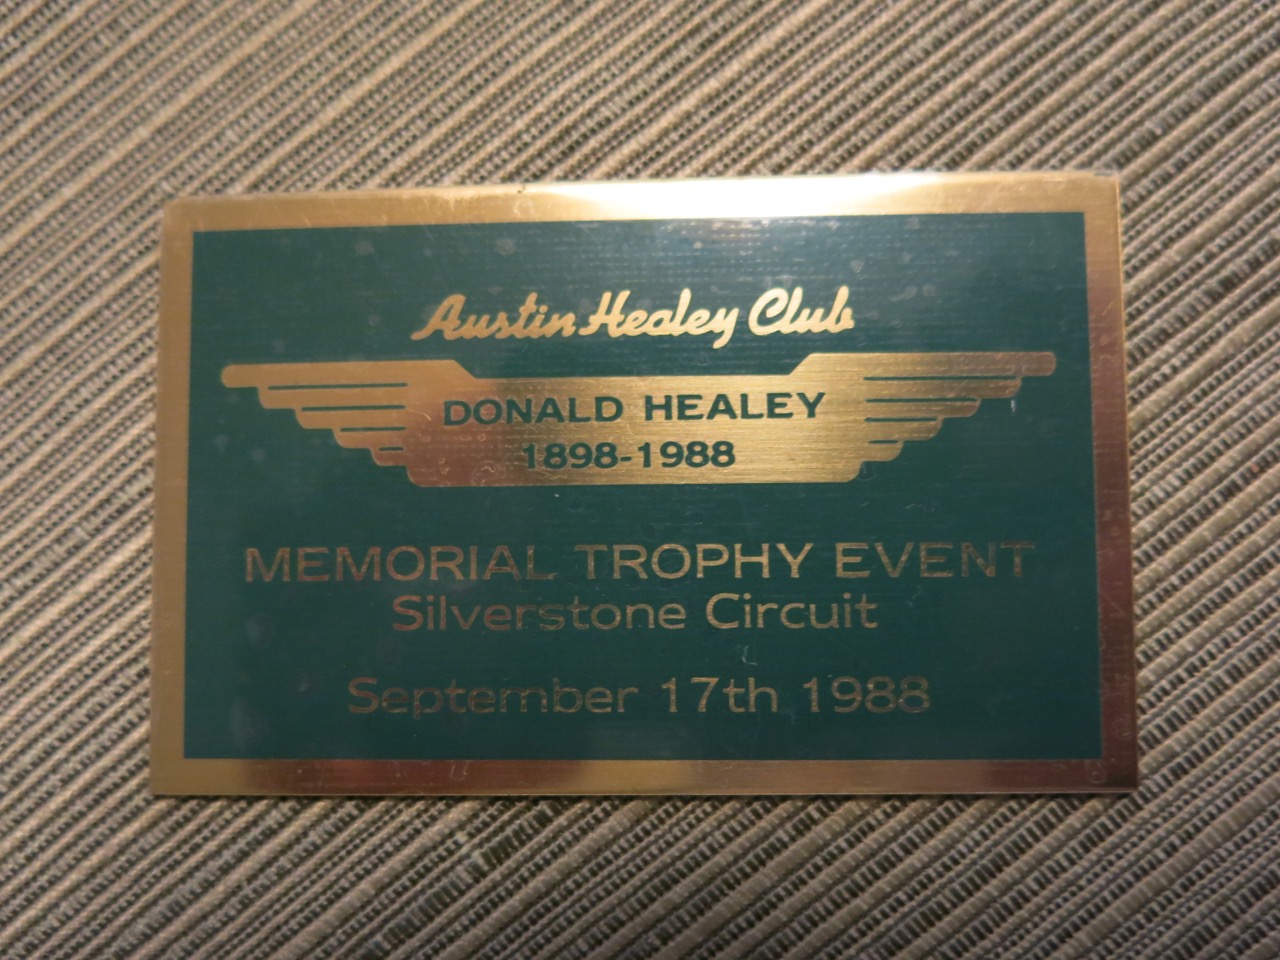 Austin Healey Club
DONALD HEALEY
1898-1988
MEMORIAL TROPHY EVENT
Silverstone Circuit
September 17th 1988